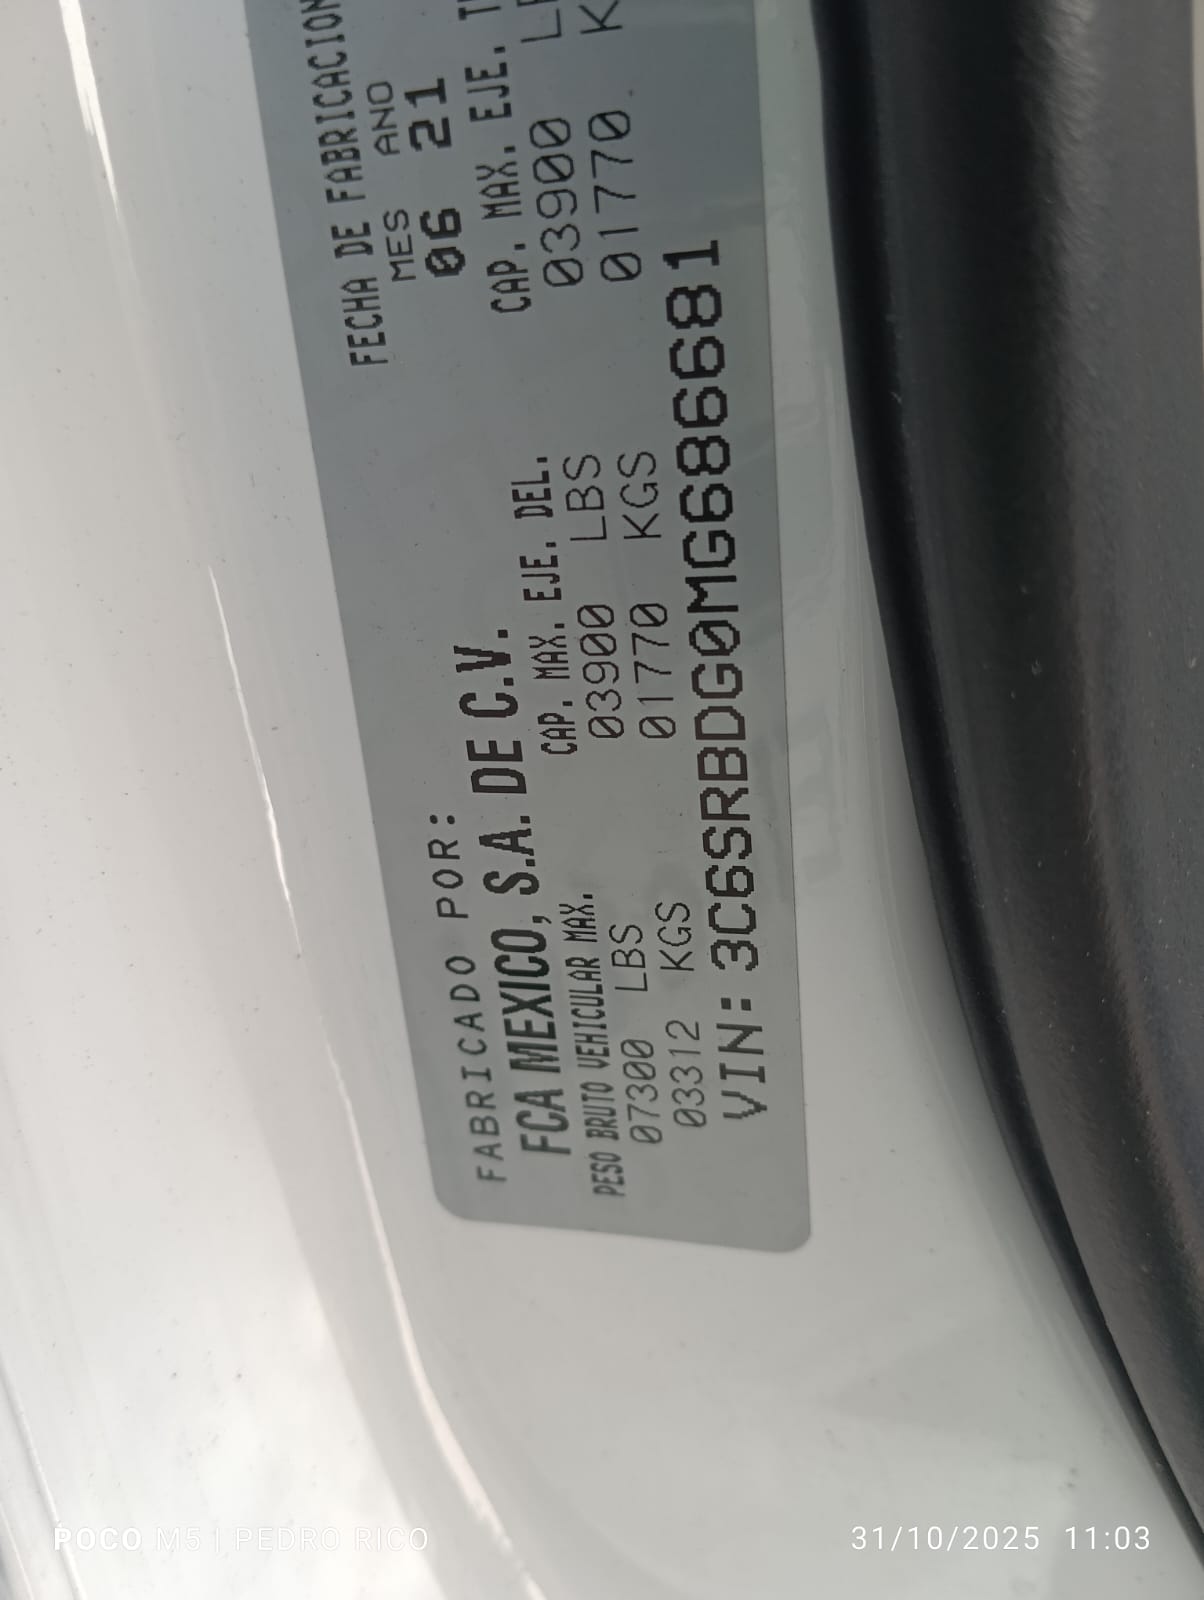 FABRICADO POR:
FECHA DE FABRICACION
MES AÑO
06 21
FCA MEXICO, S.A. DE C.V.
PESO BRUTO VEHICULAR MAX. CAP. MAX. EJE. DEL. CAP. MAX. EJE.
07300 LBS 03900 LBS 03900
03312 KGS 01770 KGS 01770
VIN: 3C6SRBDG0MG686681
POCO M5 | PEDRO RICO
31/10/2025 11:03